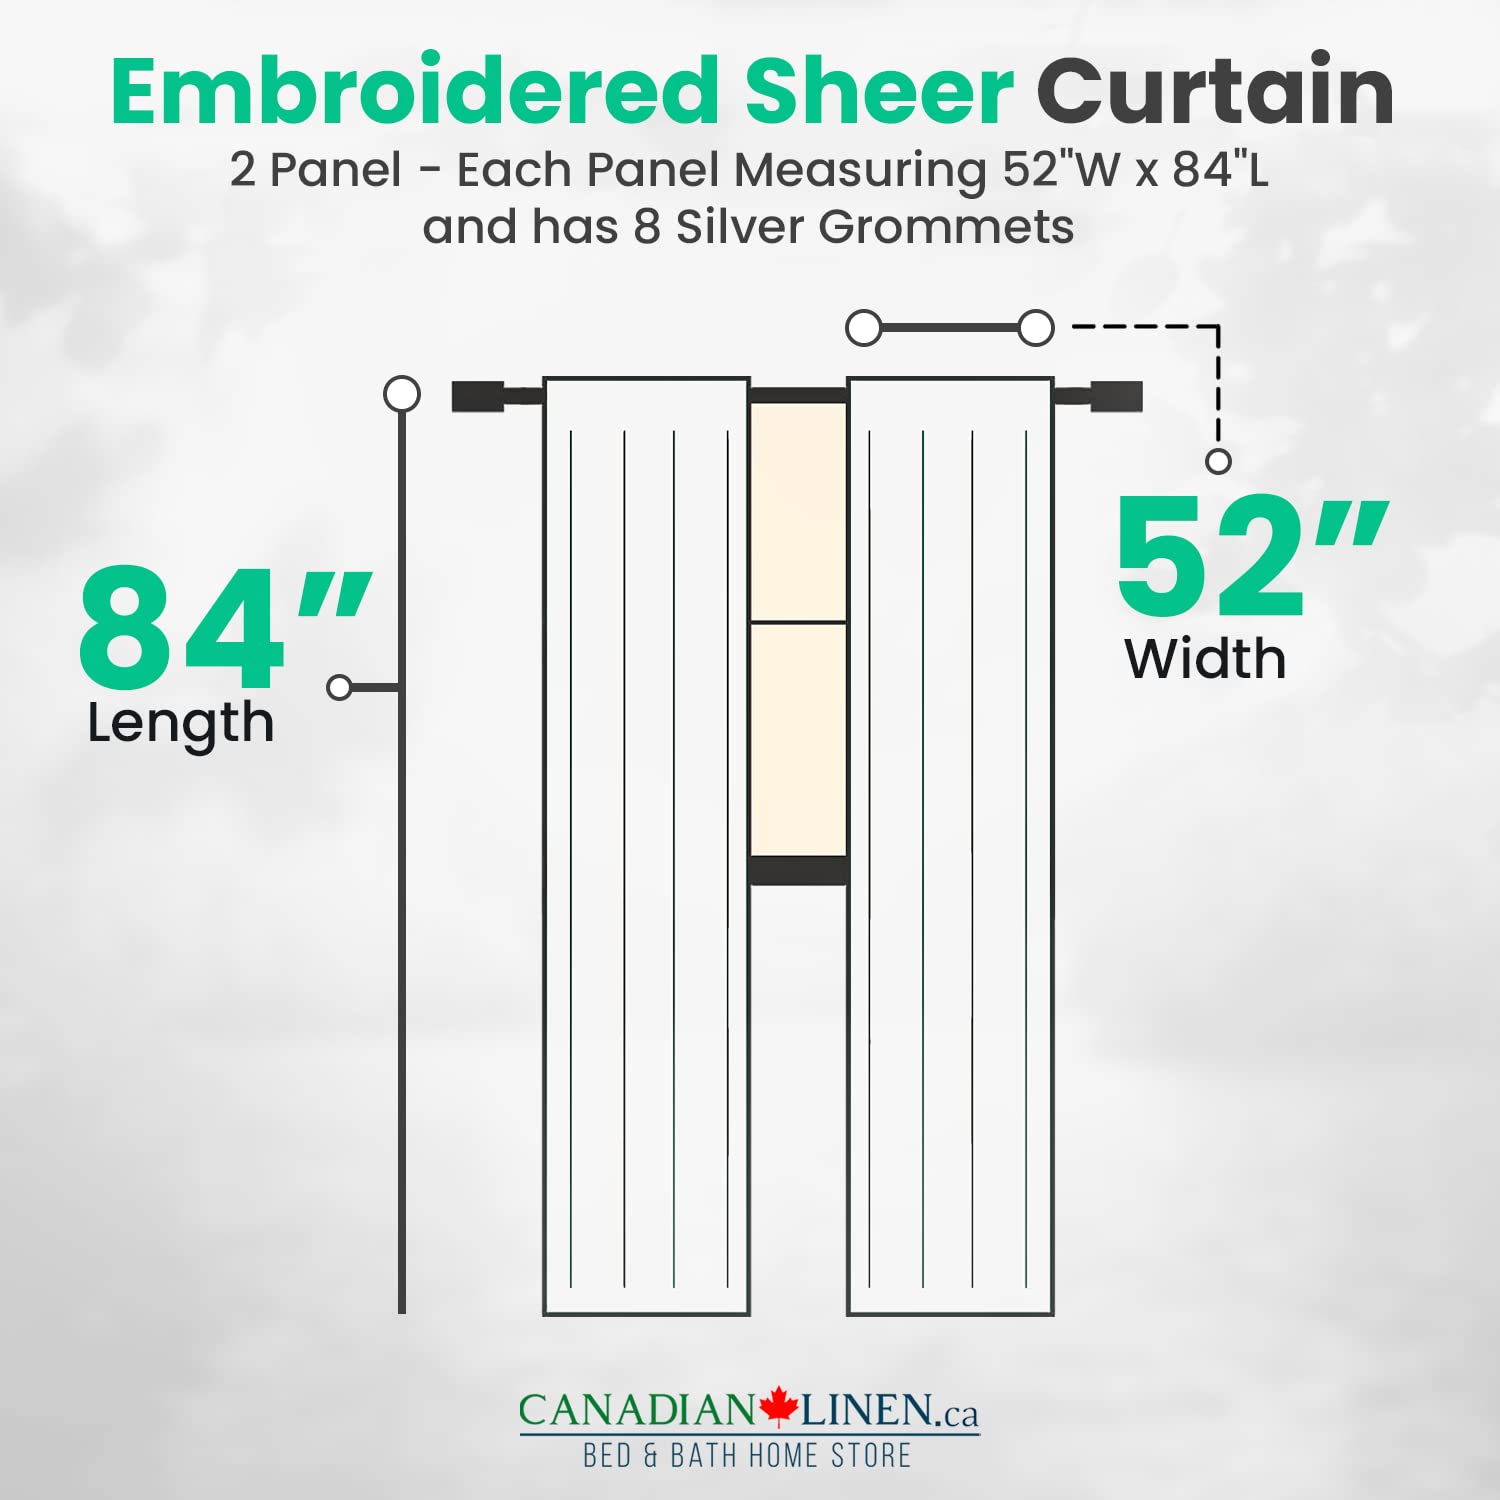 Embroidered Sheer Curtain
2 Panel - Each Panel Measuring 52"W x 84"L
and has 8 Silver Grommets
84”
Length
52”
Width
CANADIAN LINEN.ca
BED & BATH HOME STORE